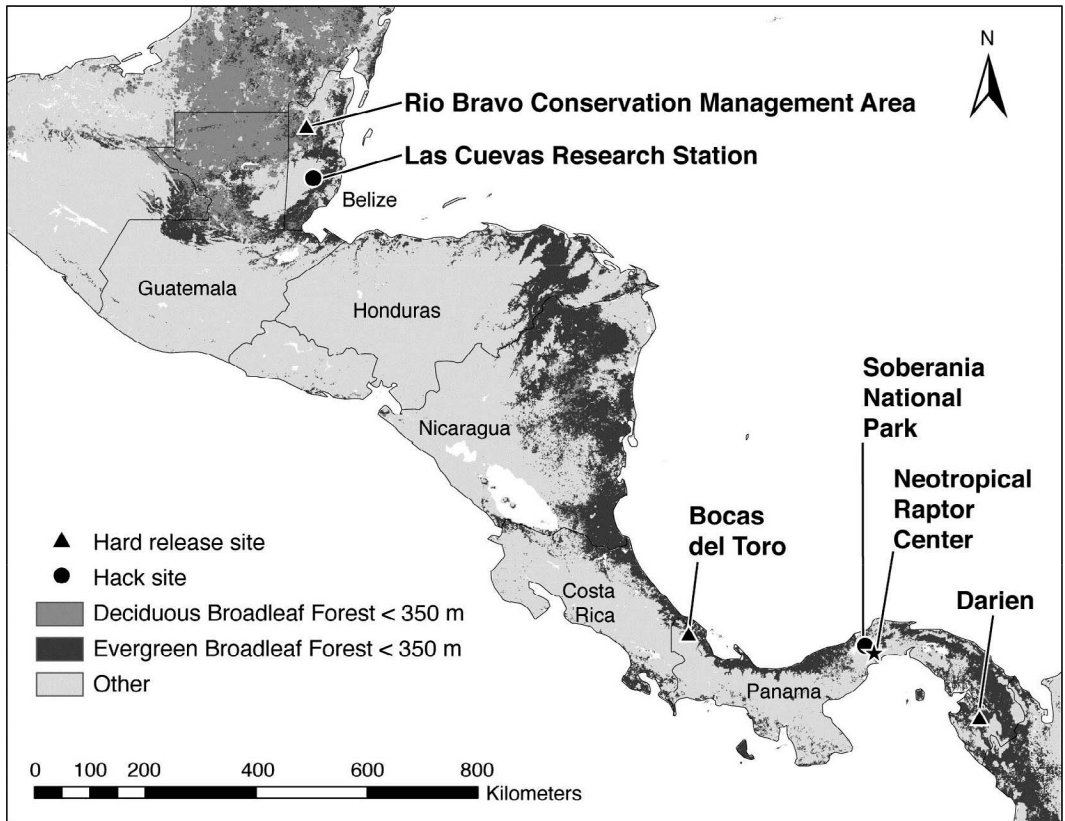 N
Rio Bravo Conservation Management Area
Las Cuevas Research Station
Belize
Guatemala
Honduras
Nicaragua
Soberania
National
Park
Neotropical
Raptor
Center
Bocas
del Toro
Darien
Costa
Rica
Panama
Hard release site
Hack site
Deciduous Broadleaf Forest < 350 m
Evergreen Broadleaf Forest < 350 m
Other
0 100 200 400 600 800
Kilometers